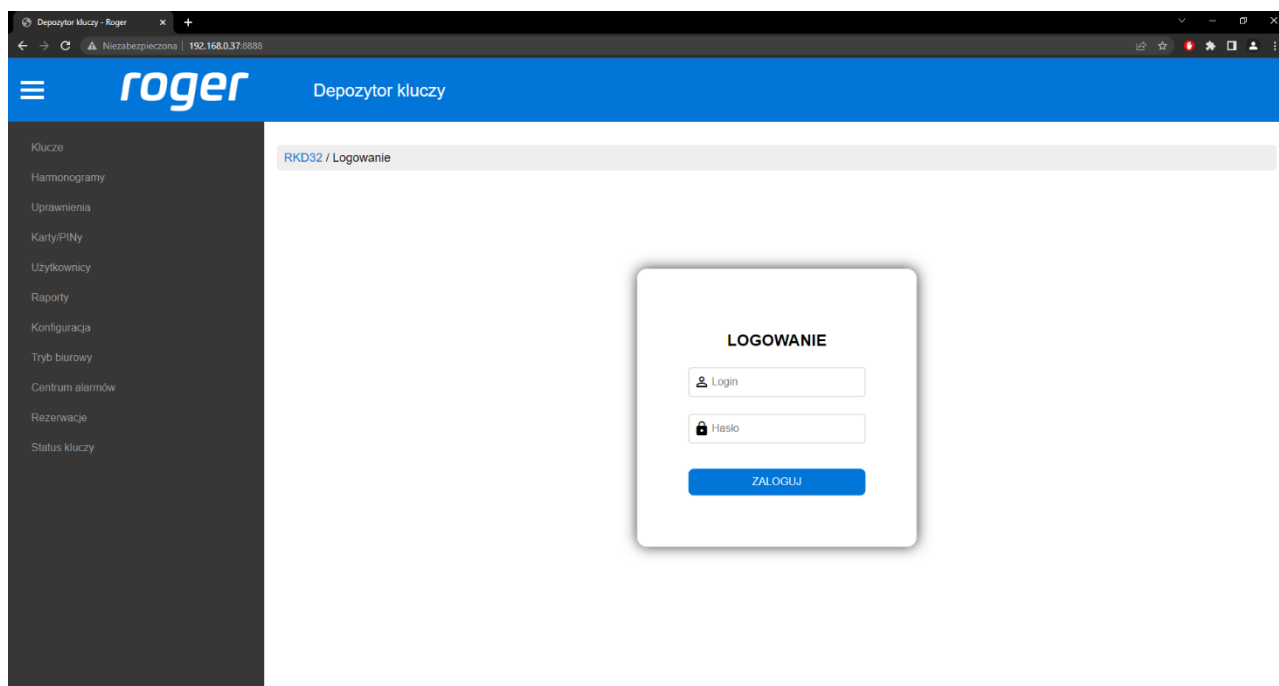 Depozytor kluczy - Roger
Niezabezpieczona | 192.168.0.37:8888
roger
Depozytor kluczy
Klucze
Harmonogramy
Uprawnienia
Karty/PINy
Użytkownicy
Raporty
Konfiguracja
Tryb biurowy
Centrum alarmów
Rezerwacje
Status kluczy
RKD32 / Logowanie
LOGOWANIE
Login
Hasło
ZALOGUJ